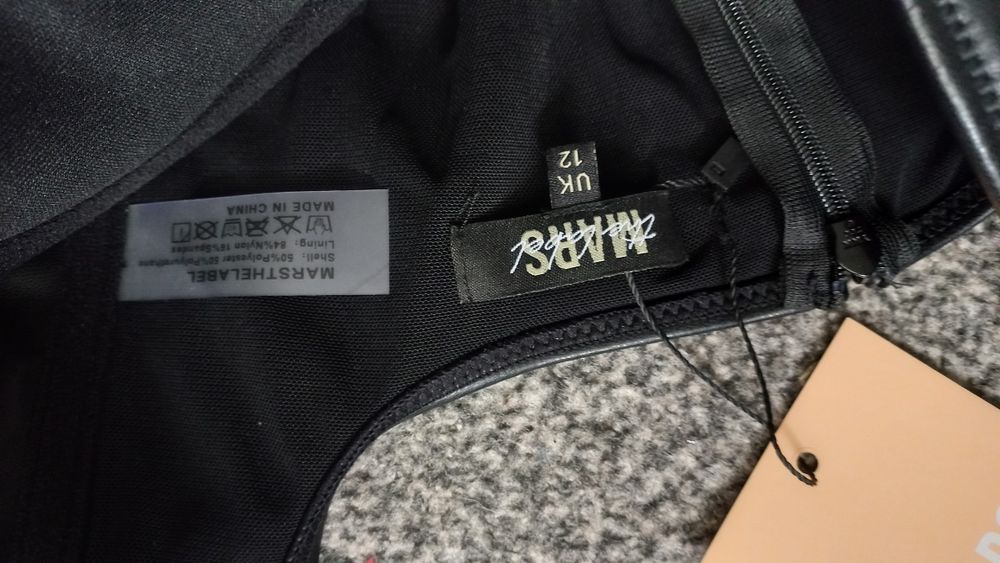 UK
12
MARS
the label
MARSTHELABEL
Shell: 50%Polyester 50%Polyurethane
Lining: 84%Nylon 16%Spandex
MADE IN CHINA